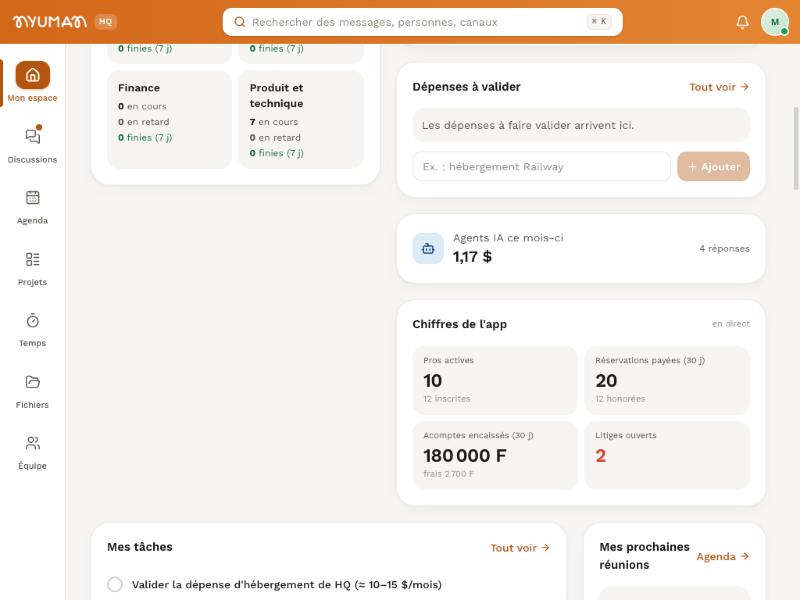 NYUMAN HQ
Rechercher des messages, personnes, canaux
⌘ K
M
Mon espace
Discussions
Agenda
Projets
Temps
Fichiers
Équipe
0 finies (7 j)
0 finies (7 j)
Finance
0 en cours
0 en retard
0 finies (7 j)
Produit et
technique
7 en cours
0 en retard
0 finies (7 j)
Dépenses à valider
Tout voir →
Les dépenses à faire valider arrivent ici.
Ex. : hébergement Railway
+ Ajouter
Agents IA ce mois-ci
1,17 $
4 réponses
Chiffres de l'app
en direct
Pros actives
10
12 inscrites
Réservations payées (30 j)
20
12 honorées
Acomptes encaissés (30 j)
180 000 F
frais 2 700 F
Litiges ouverts
2
Mes tâches
Tout voir →
Valider la dépense d'hébergement de HQ (≈ 10–15 $/mois)
Mes prochaines
réunions
Agenda →